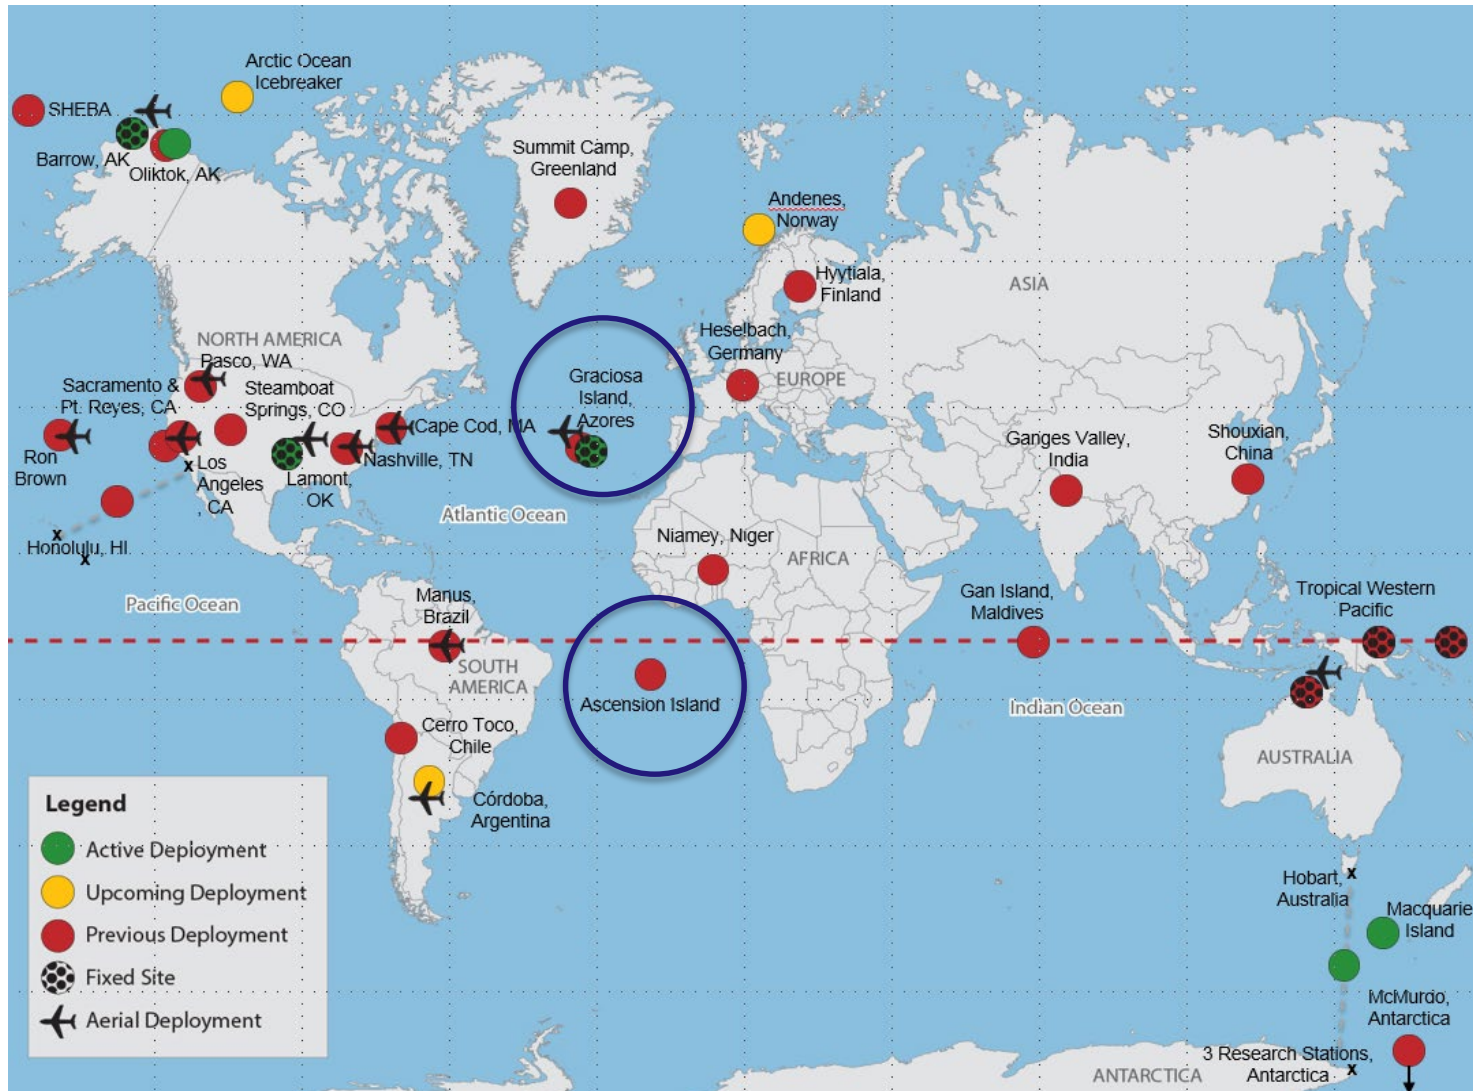 Arctic Ocean
Icebreaker
SHEBA
Barrow, AK
Oliktok, AK
Summit Camp,
Greenland
Andenes,
Norway
Hyytiala,
Finland
ASIA
NORTH AMERICA
Pasco, WA
Sacramento &
Pt. Reyes, CA
Steamboat
Springs, CO
Cape Cod, MA
Nashville, TN
Ron
Brown
Los
Angeles
, CA
Lamont,
OK
Honolulu, HI
Graciosa
Island,
Azores
Heselbach,
Germany
EUROPE
Ganges Valley,
India
Shouxian,
China
Atlantic Ocean
Niamey, Niger
AFRICA
Pacific Ocean
Manus,
Brazil
SOUTH
AMERICA
Ascension Island
Gan Island,
Maldives
Tropical Western
Pacific
Indian Ocean
AUSTRALIA
Cerro Toco,
Chile
Córdoba,
Argentina
Legend
Active Deployment
Upcoming Deployment
Previous Deployment
Fixed Site
Aerial Deployment
Hobart,
Australia
Macquarie
Island
McMurdo,
Antarctica
3 Research Stations,
Antarctica
ANTARCTICA